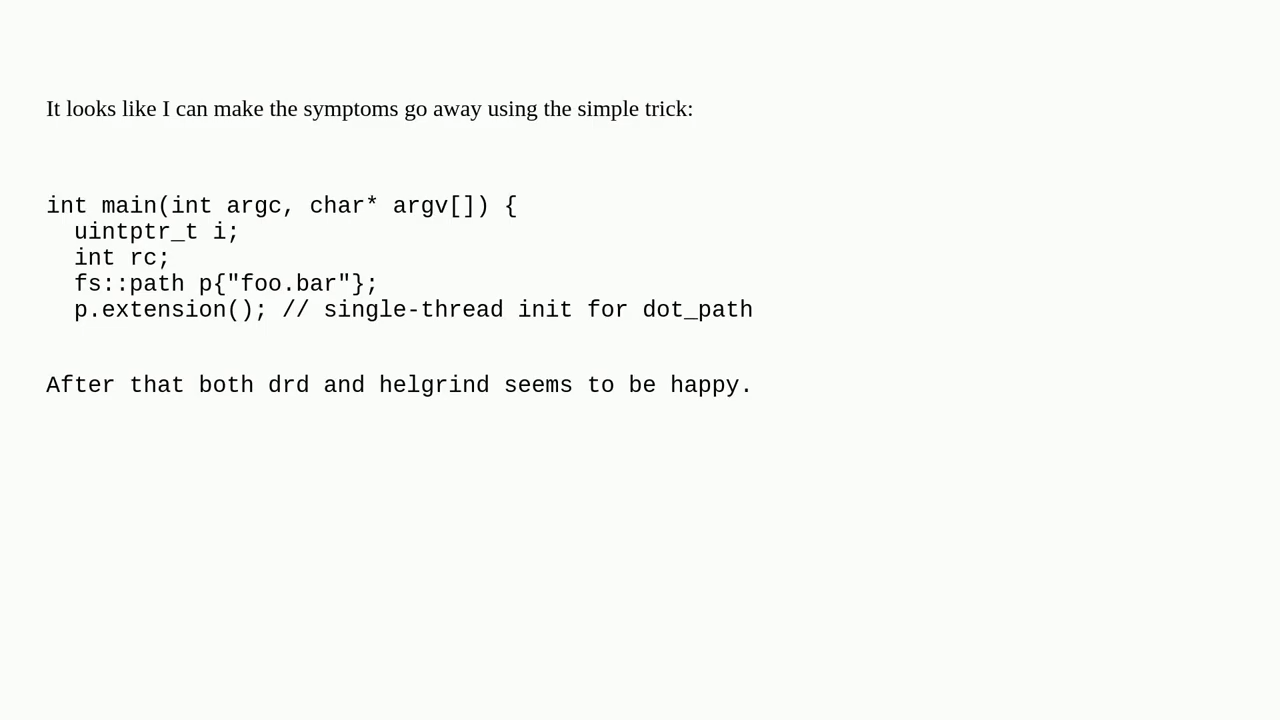 It looks like I can make the symptoms go away using the simple trick:
int main(int argc, char* argv[]) {
  uintptr_t i;
  int rc;
  fs::path p{"foo.bar"};
  p.extension(); // single-thread init for dot_path
After that both drd and helgrind seems to be happy.